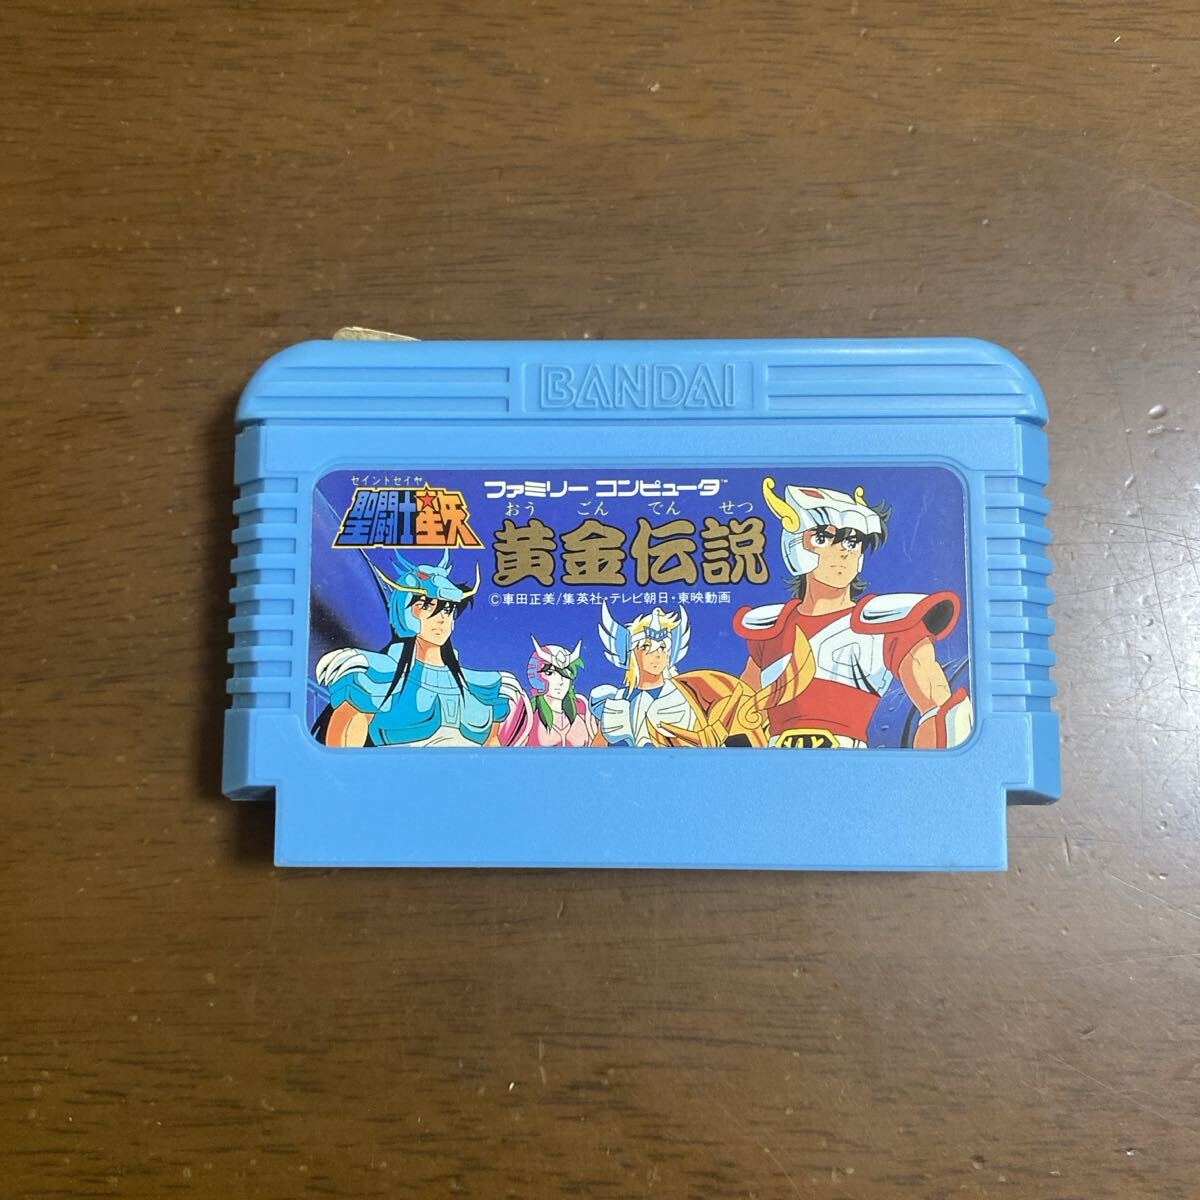 BANDAI
セイントセイヤ
聖闘士星矢
ファミリー コンピュータ™
おう ごん でん せつ
黄金伝説
©車田正美/集英社・テレビ朝日・東映動画